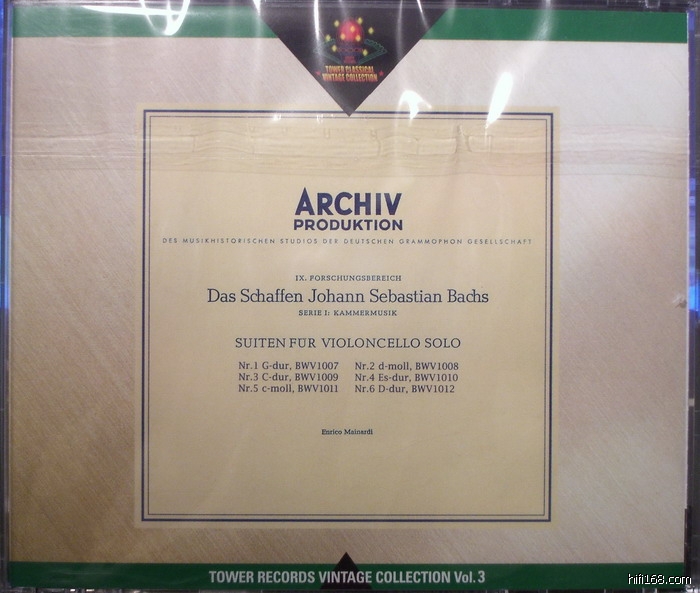 TOWER CLASSICAL
VINTAGE COLLECTION
ARCHIV
PRODUKTION
DES MUSIKHISTORISCHEN STUDIOS DER DEUTSCHEN GRAMMOPHON GESELLSCHAFT
IX. FORSCHUNGSBEREICH
Das Schaffen Johann Sebastian Bachs
SERIE I: KAMMERMUSIK
SUITEN FÜR VIOLONCELLO SOLO
Nr.1 G-dur, BWV1007 Nr.2 d-moll, BWV1008
Nr.3 C-dur, BWV1009 Nr.4 Es-dur, BWV1010
Nr.5 c-moll, BWV1011 Nr.6 D-dur, BWV1012
Enrico Mainardi
TOWER RECORDS VINTAGE COLLECTION Vol.3
hifi168.com